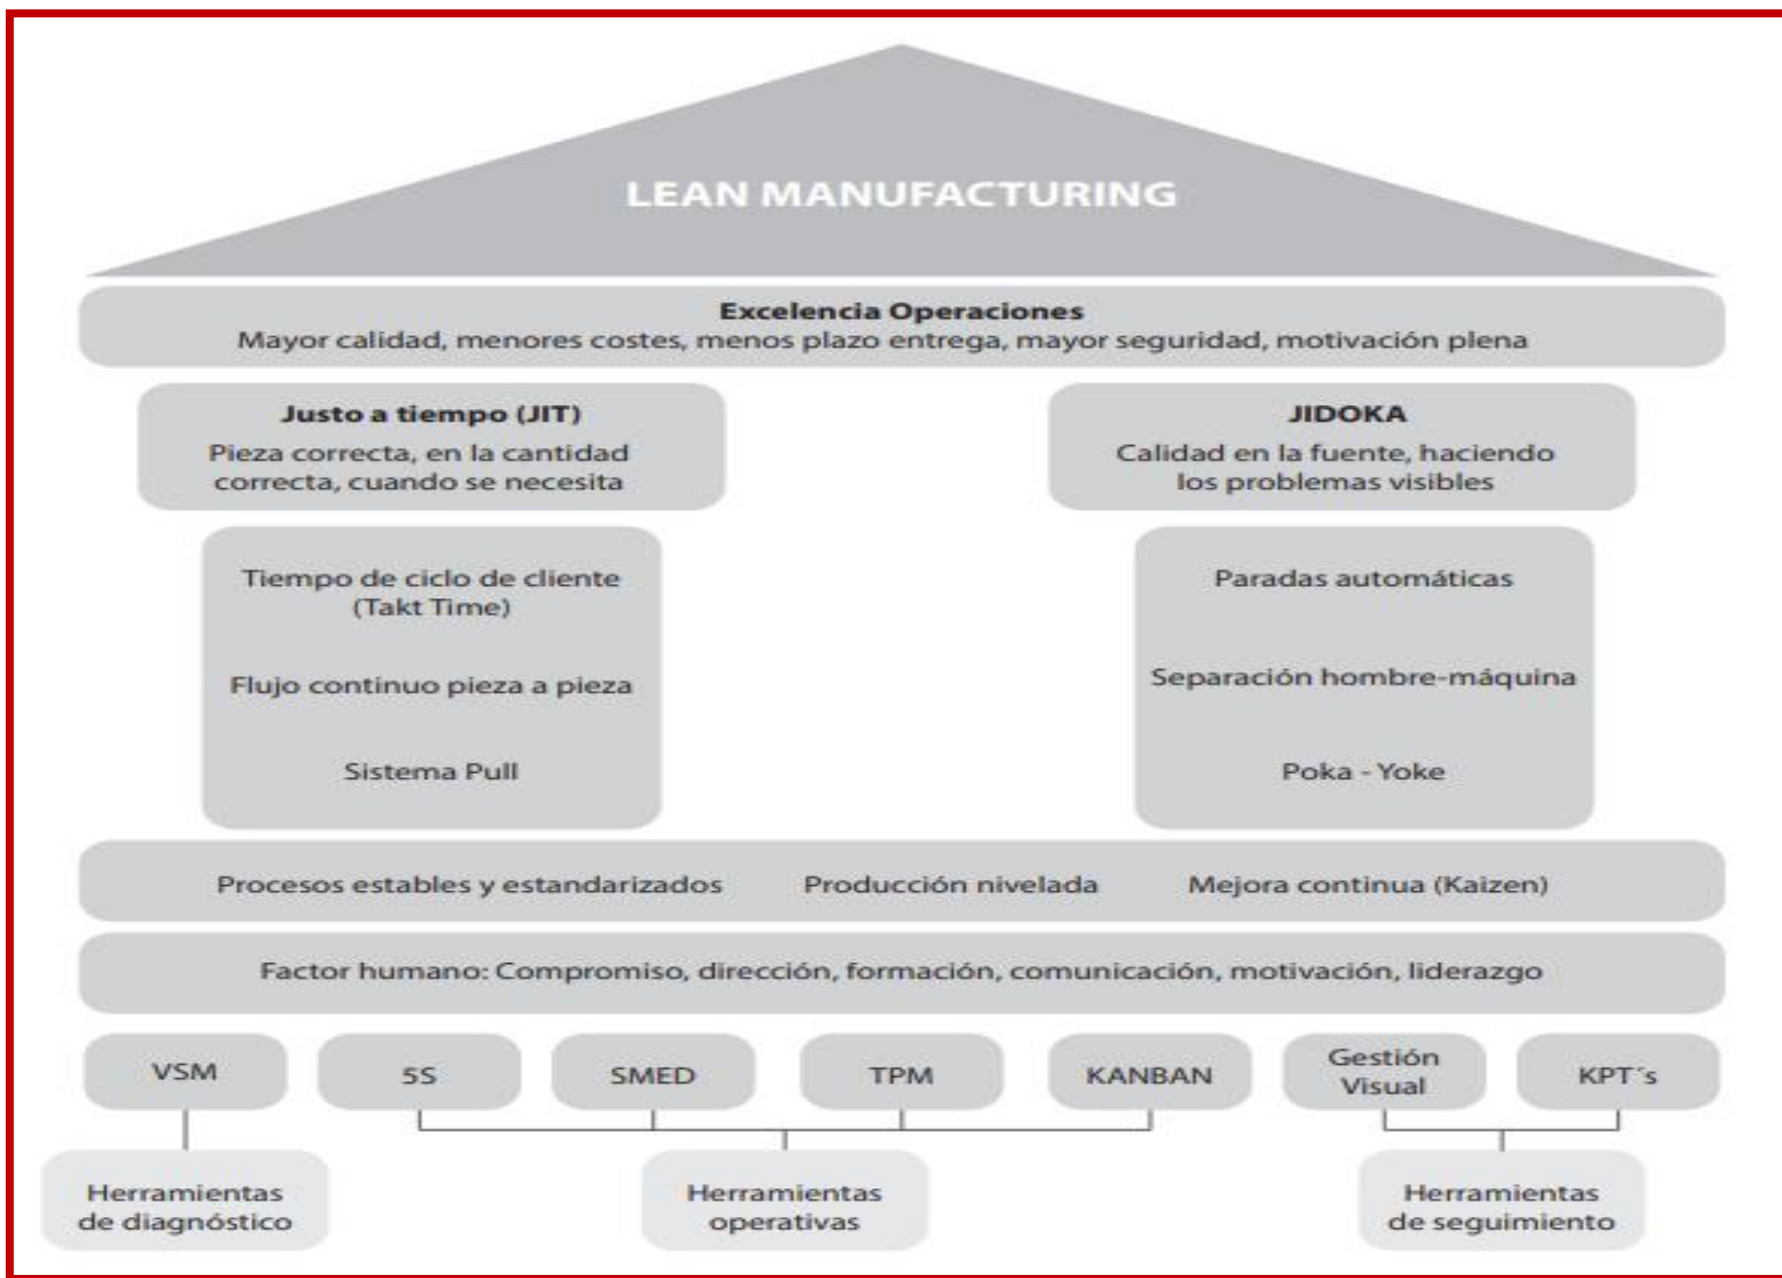 LEAN MANUFACTURING
Excelencia Operaciones
Mayor calidad, menores costes, menos plazo entrega, mayor seguridad, motivación plena
Justo a tiempo (JIT)
Pieza correcta, en la cantidad
correcta, cuando se necesita
JIDOKA
Calidad en la fuente, haciendo
los problemas visibles
Tiempo de ciclo de cliente
(Takt Time)
Flujo continuo pieza a pieza
Sistema Pull
Paradas automáticas
Separación hombre-máquina
Poka - Yoke
Procesos estables y estandarizados
Producción nivelada
Mejora continua (Kaizen)
Factor humano: Compromiso, dirección, formación, comunicación, motivación, liderazgo
VSM
5S
SMED
TPM
KANBAN
Gestión
Visual
KPT´s
Herramientas
de diagnóstico
Herramientas
operativas
Herramientas
de seguimiento